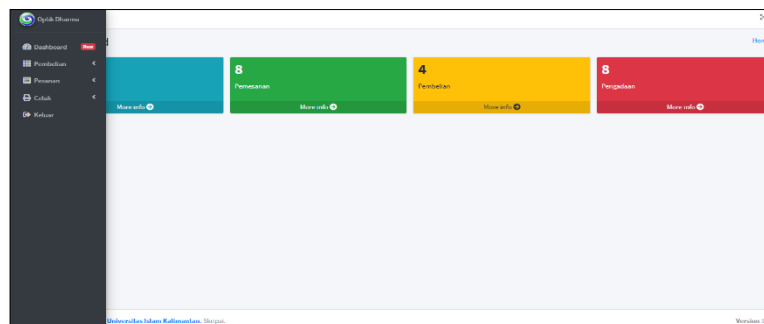 Optik Dharma
Dashboard New
Pembelian
Pesanan
Cetak
Keluar
8
Pemesanan
More info
4
Pembelian
More info
8
Pengadaan
More info
More info
Universitas Islam Kalimantan. Skripsi.
Version